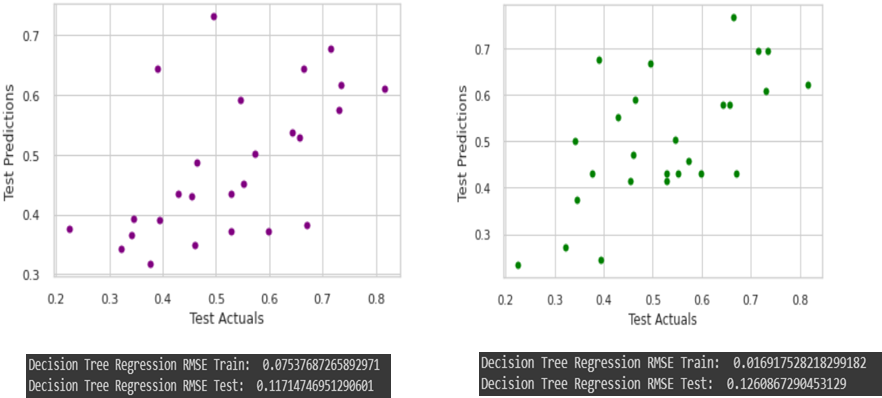 0.7
0.6
0.5
0.4
0.3
Test Predictions
0.2 0.3 0.4 0.5 0.6 0.7 0.8
Test Actuals
Decision Tree Regression RMSE Train: 0.07537687265892971
Decision Tree Regression RMSE Test: 0.11714746951290601
0.7
0.6
0.5
0.4
0.3
Test Predictions
0.2 0.3 0.4 0.5 0.6 0.7 0.8
Test Actuals
Decision Tree Regression RMSE Train: 0.016917528218299182
Decision Tree Regression RMSE Test: 0.1260867290453129